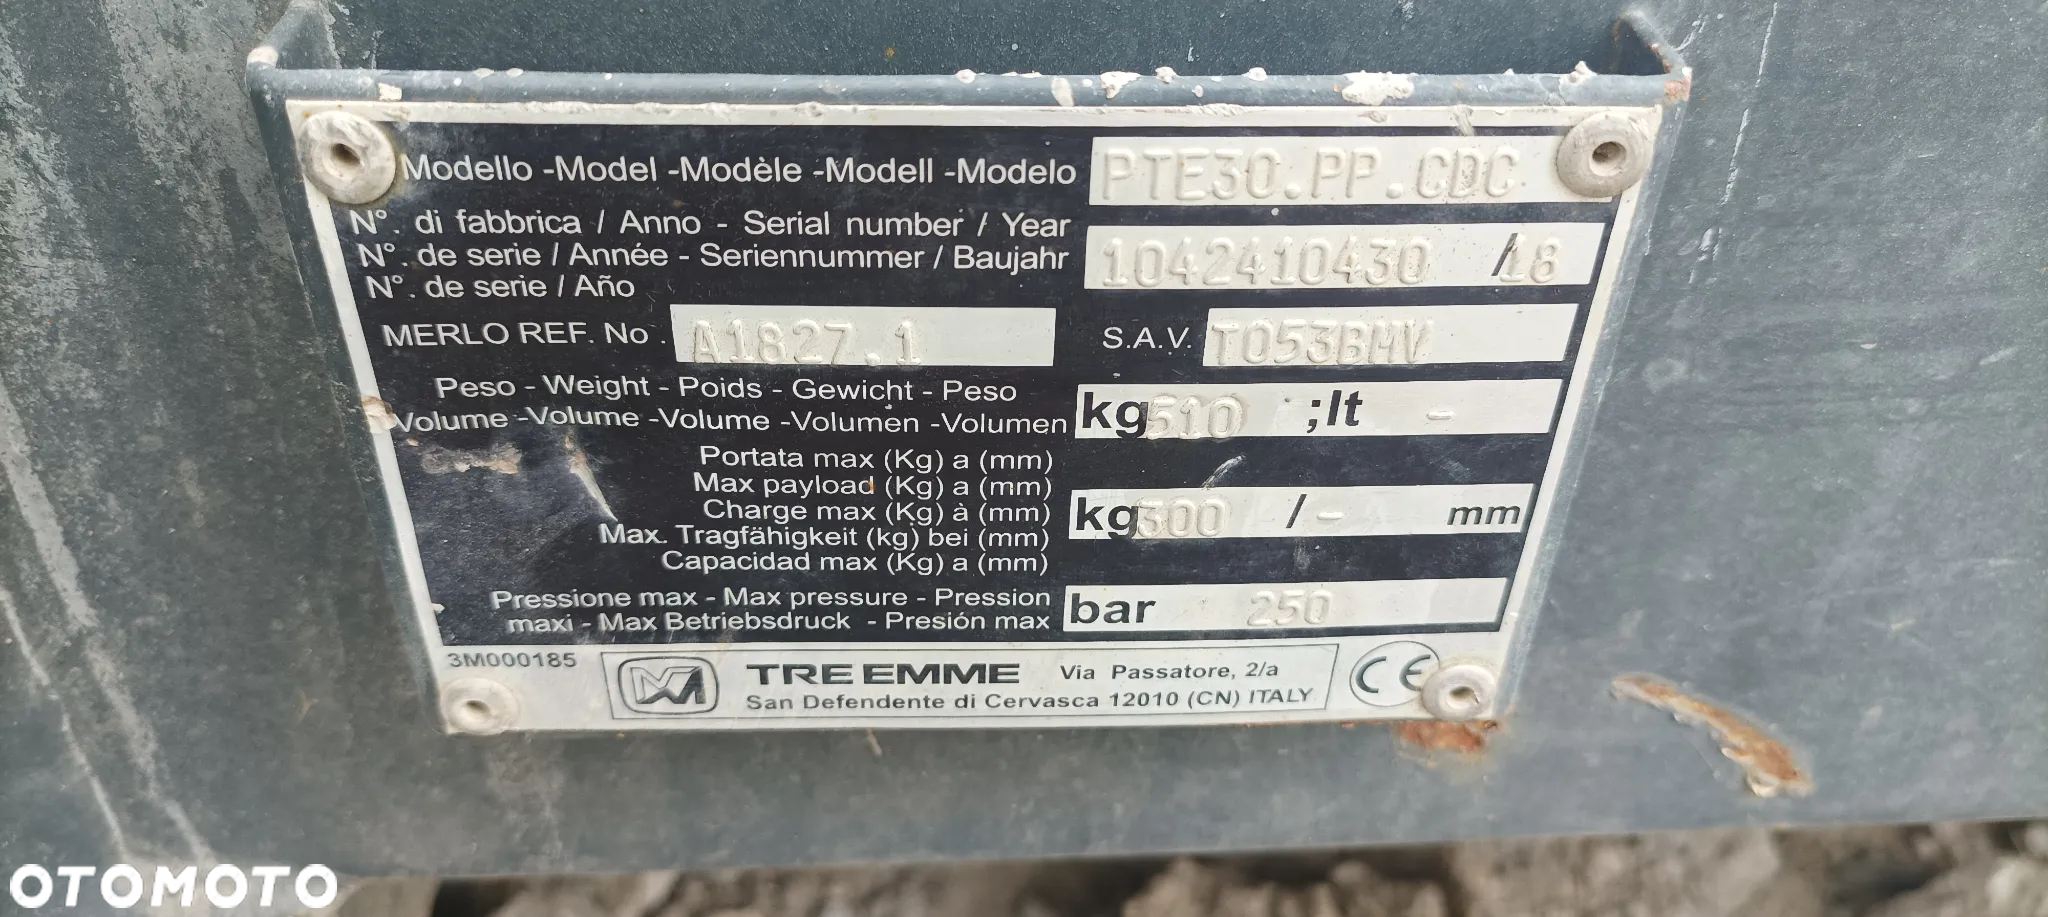 Modello -Model -Modèle -Modell -Modelo PTE30.PP.CDC
N°. di fabbrica / Anno - Serial number / Year
N°. de serie / Année - Seriennummer / Baujahr 1042410430 /18
N°. de serie / Año
MERLO REF. No. A1827.1 S.A.V. T053BMV
Peso - Weight - Poids - Gewicht - Peso
Volume -Volume -Volume -Volumen -Volumen kg 510 ;lt -
Portata max (Kg) a (mm)
Max payload (Kg) a (mm)
Charge max (Kg) à (mm) kg 300 / - mm
Max. Tragfähigkeit (kg) bei (mm)
Capacidad max (Kg) a (mm)
Pressione max - Max pressure - Pression
maxi - Max Betriebsdruck - Presión max bar 250
3M000185 TRE EMME Via Passatore, 2/a CE
San Defendente di Cervasca 12010 (CN) ITALY
OTOMOTO